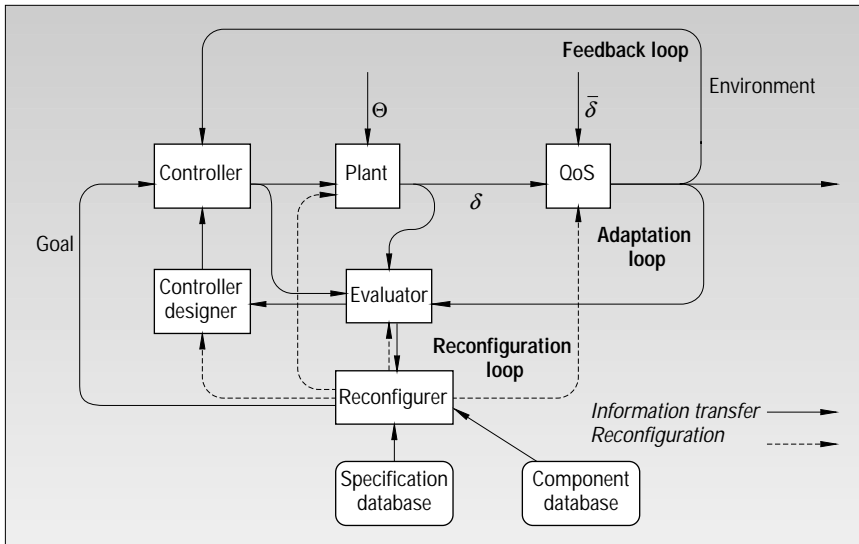 Feedback loop
Environment
Θ
δ̅
Controller
Plant
QoS
δ
Goal
Adaptation
loop
Controller
designer
Evaluator
Reconfiguration
loop
Reconfigurer
Information transfer
Reconfiguration
Specification
database
Component
database